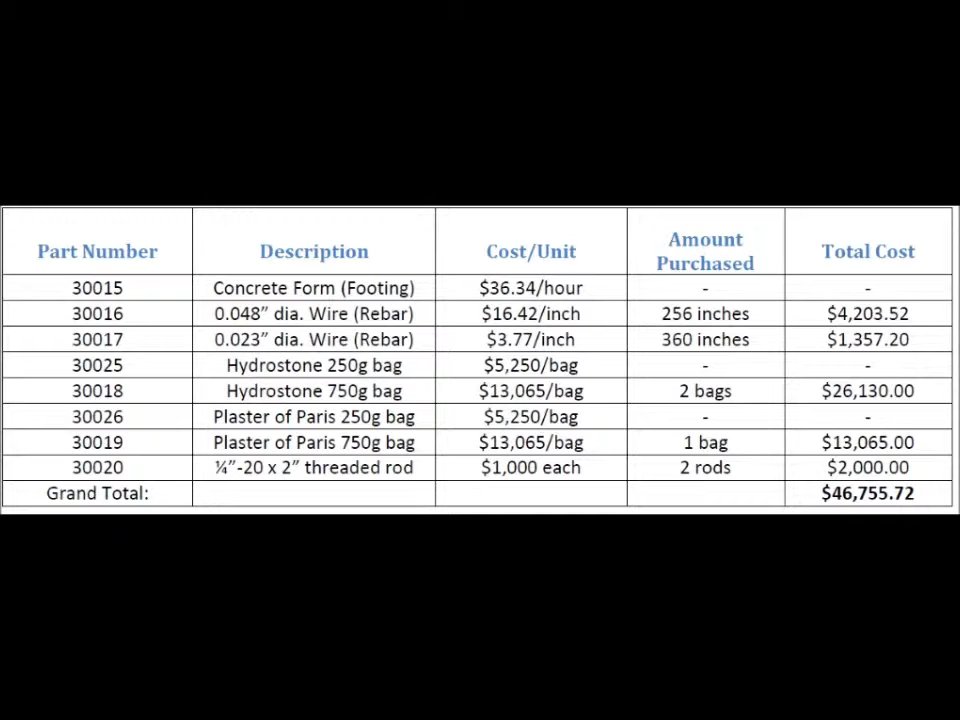 Part Number Description Cost/Unit Amount Purchased Total Cost
30015 Concrete Form (Footing) $36.34/hour - -
30016 0.048” dia. Wire (Rebar) $16.42/inch 256 inches $4,203.52
30017 0.023” dia. Wire (Rebar) $3.77/inch 360 inches $1,357.20
30025 Hydrostone 250g bag $5,250/bag - -
30018 Hydrostone 750g bag $13,065/bag 2 bags $26,130.00
30026 Plaster of Paris 250g bag $5,250/bag - -
30019 Plaster of Paris 750g bag $13,065/bag 1 bag $13,065.00
30020 ¼”-20 x 2” threaded rod $1,000 each 2 rods $2,000.00
Grand Total: $46,755.72